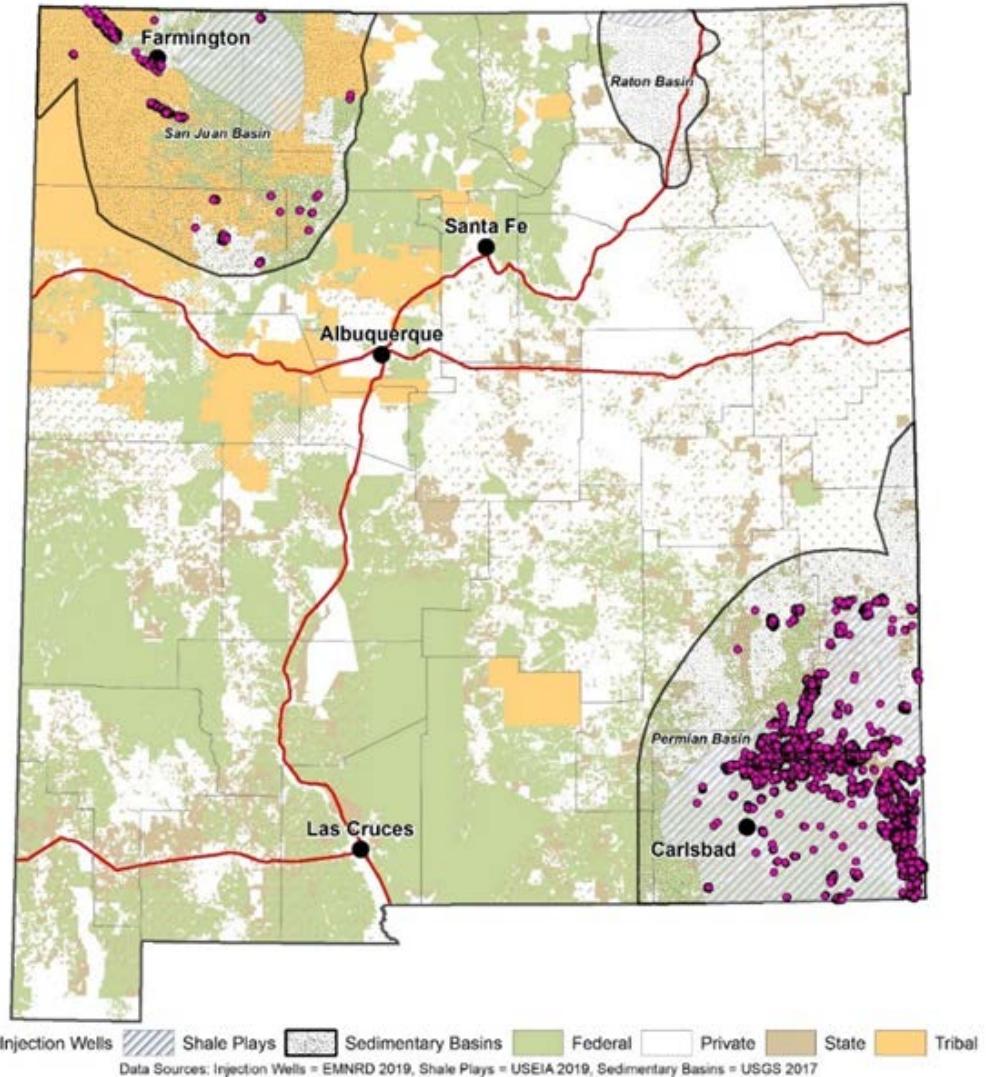 Farmington
Raton Basin
San Juan Basin
Santa Fe
Albuquerque
Permian Basin
Las Cruces
Carlsbad
Injection Wells Shale Plays Sedimentary Basins Federal Private State Tribal
Data Sources: Injection Wells = EMNRD 2019, Shale Plays = USEIA 2019, Sedimentary Basins = USGS 2017